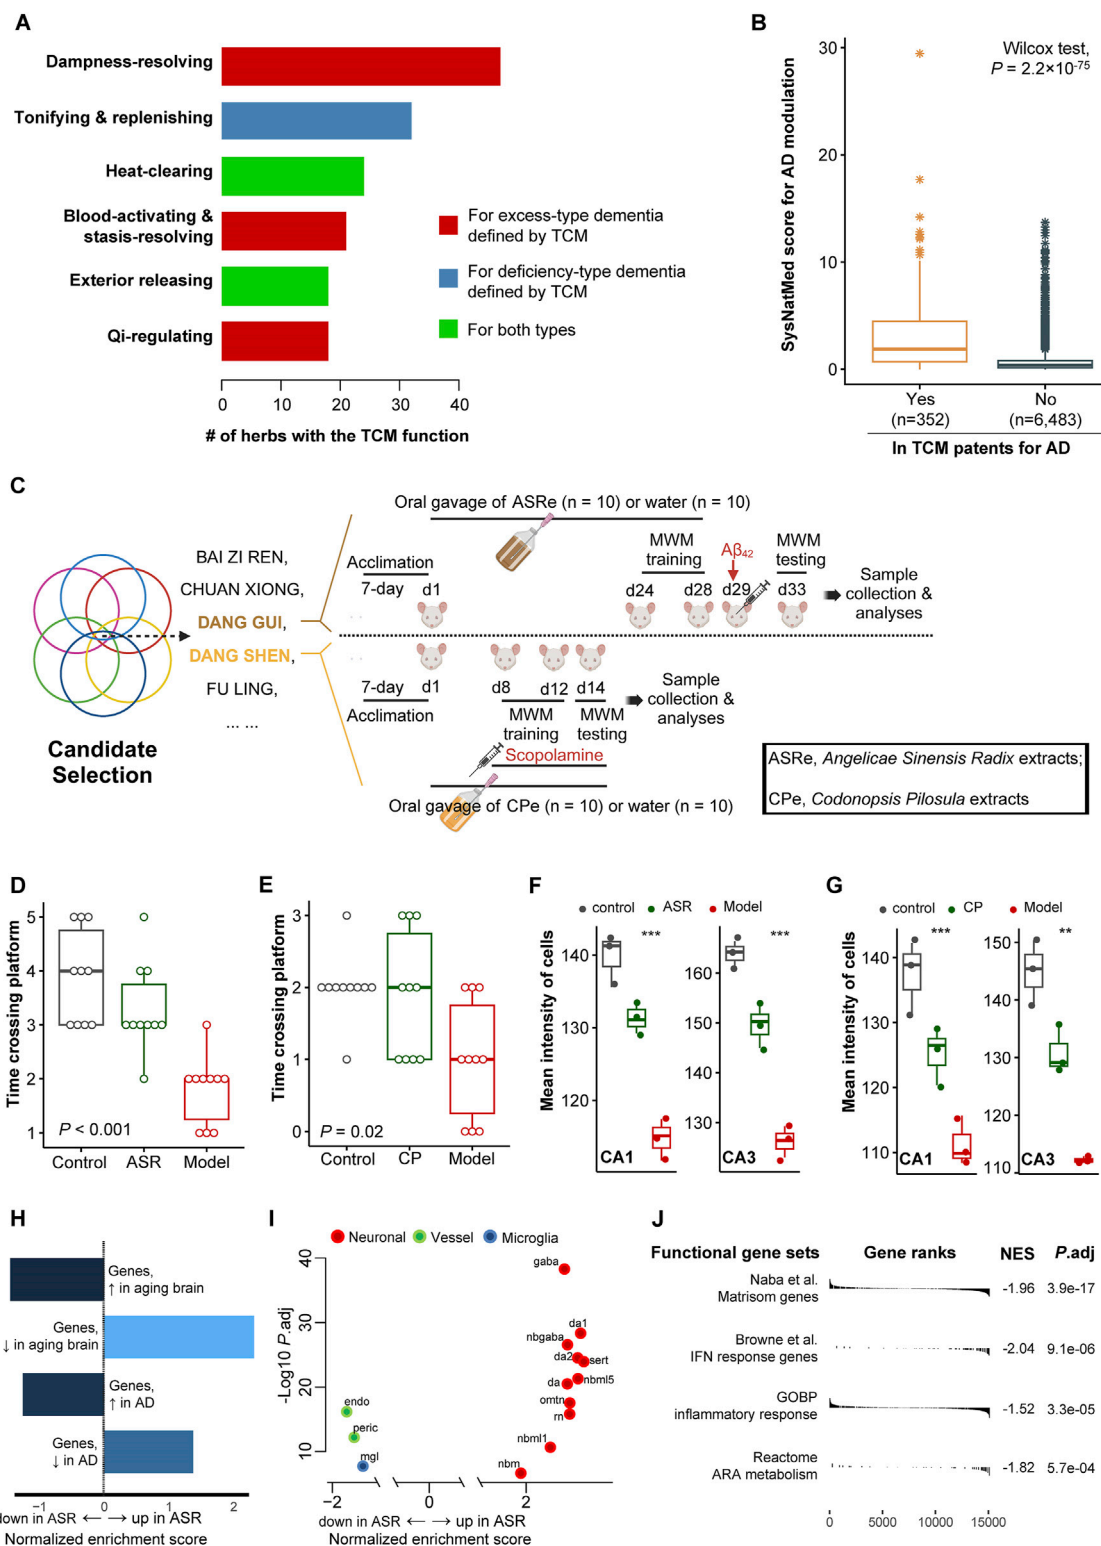 A
Dampness-resolving
Tonifying & replenishing
Heat-clearing
Blood-activating &
stasis-resolving
Exterior releasing
Qi-regulating
For excess-type dementia
defined by TCM
For deficiency-type dementia
defined by TCM
For both types
0 10 20 30 40
# of herbs with the TCM function
B
SysNatMed score for AD modulation
30
20
10
0
Wilcox test,
P = 2.2×10-75
Yes No
(n=352) (n=6,483)
In TCM patents for AD
C
Candidate
Selection
BAI ZI REN,
CHUAN XIONG,
DANG GUI,
DANG SHEN,
FU LING,
... ...
Oral gavage of ASRe (n = 10) or water (n = 10)
Acclimation
7-day d1
MWM
training
d24 d28
Aβ42
d29
MWM
testing
d33
Sample
collection &
analyses
7-day d1
Acclimation
d8 d12 d14
MWM
training
MWM
testing
Scopolamine
Sample
collection &
analyses
Oral gavage of CPe (n = 10) or water (n = 10)
ASRe, Angelicae Sinensis Radix extracts;
CPe, Codonopsis Pilosula extracts
D
Time crossing platform
5
4
3
2
1
P < 0.001
Control ASR Model
E
Time crossing platform
3
2
1
0
P = 0.02
Control CP Model
F
control ASR Model
Mean intensity of cells
140
130
120
***
CA1
160
150
140
130
***
CA3
G
control CP Model
Mean intensity of cells
140
130
120
110
***
CA1
150
140
130
120
110
**
CA3
H
Genes,
↑ in aging brain
Genes,
↓ in aging brain
Genes,
↑ in AD
Genes,
↓ in AD
−1 0 1 2
down in ASR ← → up in ASR
Normalized enrichment score
I
Neuronal Vessel Microglia
-Log10 P.adj
40
30
20
10
gaba
da1
nbgaba
da2
sert
da
nbml5
omtn
rn
nbml1
nbm
endo
peric
mgl
−2 0 2
down in ASR ← → up in ASR
Normalized enrichment score
J
Functional gene sets Gene ranks NES P.adj
Naba et al.
Matrisom genes
-1.96 3.9e-17
Browne et al.
IFN response genes
-2.04 9.1e-06
GOBP
inflammatory response
-1.52 3.3e-05
Reactome
ARA metabolism
-1.82 5.7e-04
0 5000 10000 15000